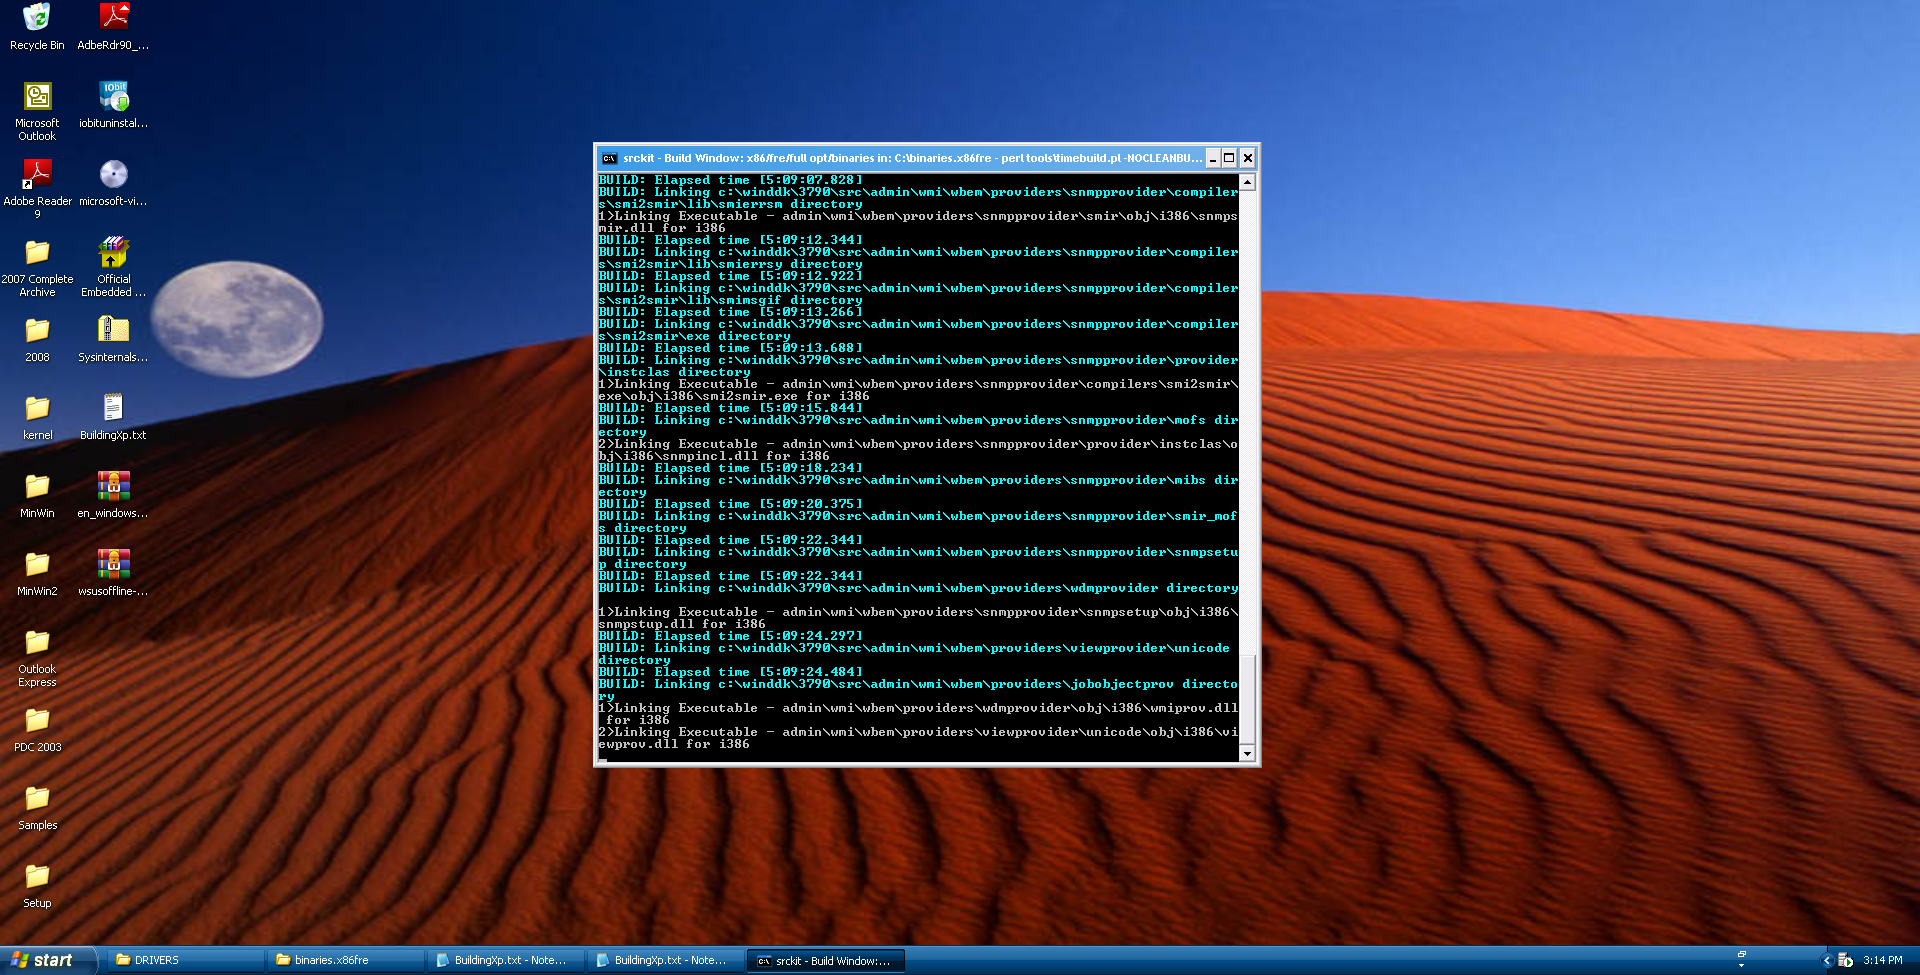 Recycle Bin
AdbeRdr90_...
Microsoft
Outlook
iobituninstal...
Adobe Reader
9
microsoft-vi...
2007 Complete
Archive
Official
Embedded ...
2008
Sysinternals...
kernel
BuildingXp.txt
MinWin
en_windows...
MinWin2
wsusoffline-...
Outlook
Express
PDC 2003
Samples
Setup
srckit - Build Window: x86/fre/full opt/binaries in: C:\binaries.x86fre - perl tools\timebuild.pl -NOCLEANBU...
BUILD: Elapsed time [5:09:07.828]
BUILD: Linking c:\winddk\3790\src\admin\wmi\wbem\providers\snmpprovider\compiler
s\smi2smir\lib\smierrsm directory
1>Linking Executable - admin\wmi\wbem\providers\snmpprovider\smir\obj\i386\snmps
mir.dll for i386
BUILD: Elapsed time [5:09:12.344]
BUILD: Linking c:\winddk\3790\src\admin\wmi\wbem\providers\snmpprovider\compiler
s\smi2smir\lib\smierrsy directory
BUILD: Elapsed time [5:09:12.922]
BUILD: Linking c:\winddk\3790\src\admin\wmi\wbem\providers\snmpprovider\compiler
s\smi2smir\lib\smimsgif directory
BUILD: Elapsed time [5:09:13.266]
BUILD: Linking c:\winddk\3790\src\admin\wmi\wbem\providers\snmpprovider\compiler
s\smi2smir\exe directory
BUILD: Elapsed time [5:09:13.688]
BUILD: Linking c:\winddk\3790\src\admin\wmi\wbem\providers\snmpprovider\provider
\instclas directory
1>Linking Executable - admin\wmi\wbem\providers\snmpprovider\compilers\smi2smir\
exe\obj\i386\smi2smir.exe for i386
BUILD: Elapsed time [5:09:15.844]
BUILD: Linking c:\winddk\3790\src\admin\wmi\wbem\providers\snmpprovider\mofs dir
ectory
2>Linking Executable - admin\wmi\wbem\providers\snmpprovider\provider\instclas\o
bj\i386\snmpincl.dll for i386
BUILD: Elapsed time [5:09:18.234]
BUILD: Linking c:\winddk\3790\src\admin\wmi\wbem\providers\snmpprovider\mibs dir
ectory
BUILD: Elapsed time [5:09:20.375]
BUILD: Linking c:\winddk\3790\src\admin\wmi\wbem\providers\snmpprovider\smir_mof
s directory
BUILD: Elapsed time [5:09:22.344]
BUILD: Linking c:\winddk\3790\src\admin\wmi\wbem\providers\snmpprovider\snmpsetu
p directory
BUILD: Elapsed time [5:09:22.344]
BUILD: Linking c:\winddk\3790\src\admin\wmi\wbem\providers\wdmprovider directory
1>Linking Executable - admin\wmi\wbem\providers\snmpprovider\snmpsetup\obj\i386\
snmpstup.dll for i386
BUILD: Elapsed time [5:09:24.297]
BUILD: Linking c:\winddk\3790\src\admin\wmi\wbem\providers\viewprovider\unicode
directory
BUILD: Elapsed time [5:09:24.484]
BUILD: Linking c:\winddk\3790\src\admin\wmi\wbem\providers\jobobjectprov directo
ry
1>Linking Executable - admin\wmi\wbem\providers\wdmprovider\obj\i386\wmiprov.dll
for i386
2>Linking Executable - admin\wmi\wbem\providers\viewprovider\unicode\obj\i386\vi
ewprov.dll for i386
start
DRIVERS
binaries.x86fre
BuildingXp.txt - Note...
BuildingXp.txt - Note...
srckit - Build Window:...
3:14 PM